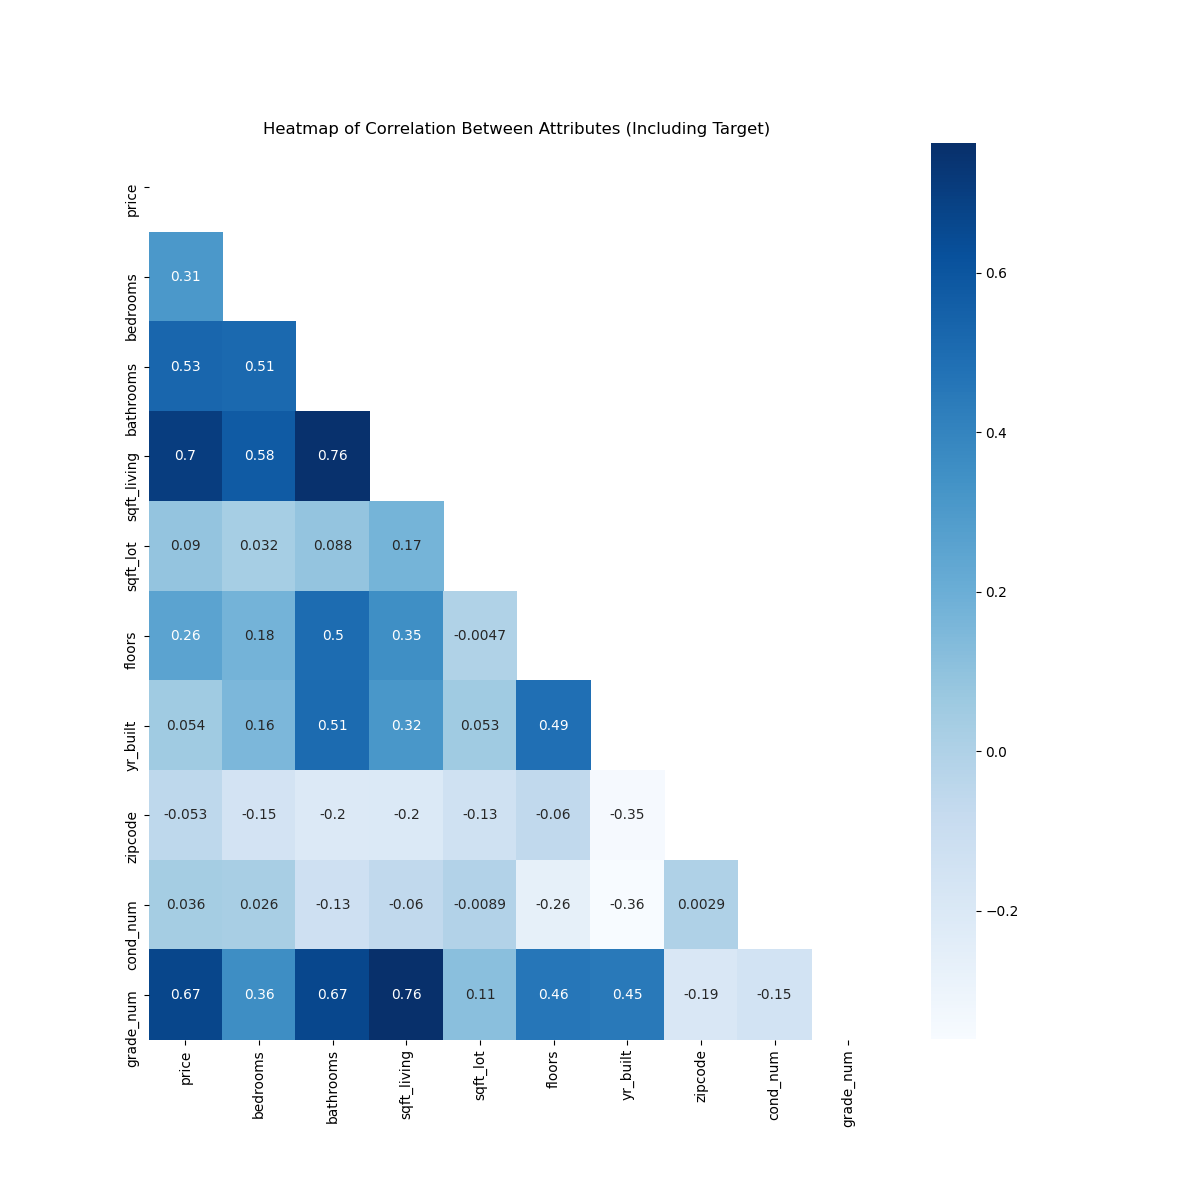 Heatmap of Correlation Between Attributes (Including Target)
price
bedrooms
0.31
bathrooms
0.53 0.51
sqft_living
0.7 0.58 0.76
sqft_lot
0.09 0.032 0.088 0.17
floors
0.26 0.18 0.5 0.35 -0.0047
yr_built
0.054 0.16 0.51 0.32 0.053 0.49
zipcode
-0.053 -0.15 -0.2 -0.2 -0.13 -0.06 -0.35
cond_num
0.036 0.026 -0.13 -0.06 -0.0089 -0.26 -0.36 0.0029
grade_num
0.67 0.36 0.67 0.76 0.11 0.46 0.45 -0.19 -0.15
price bedrooms bathrooms sqft_living sqft_lot floors yr_built zipcode cond_num grade_num
0.6
0.4
0.2
0.0
−0.2